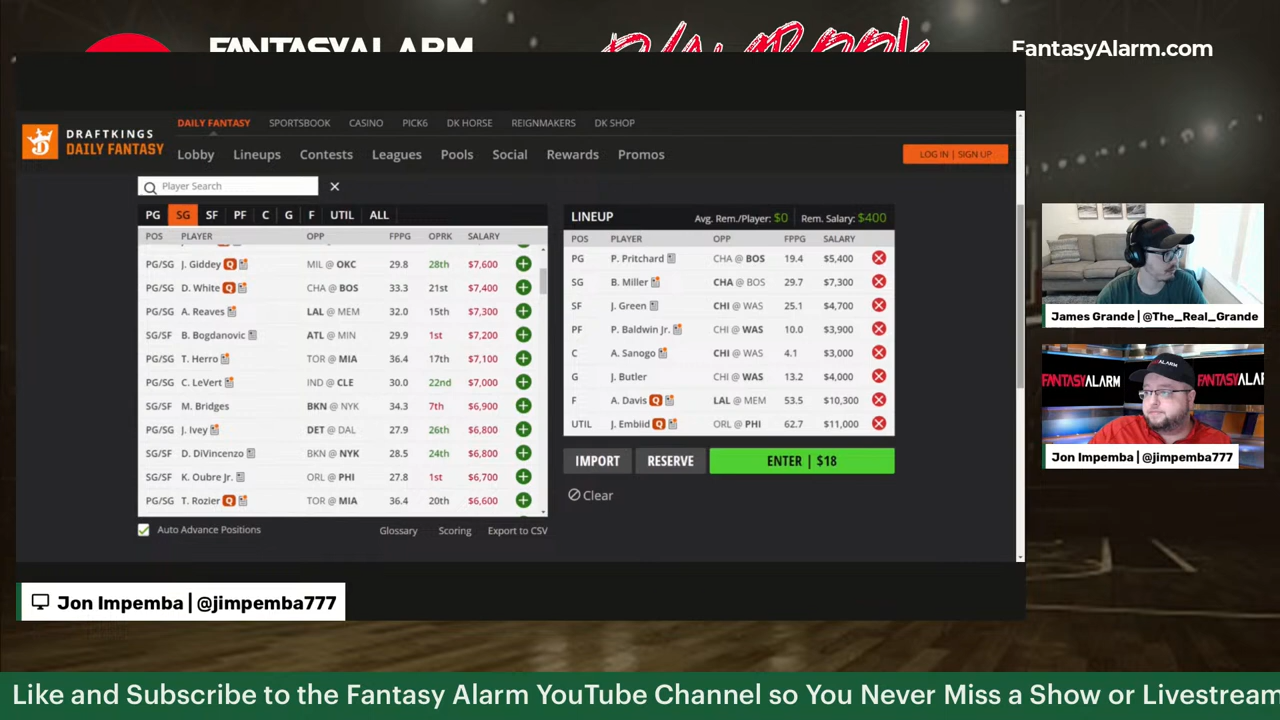 FANTASYALARM
PLAYBOOK
FantasyAlarm.com
DRAFTKINGS
DAILY FANTASY
DAILY FANTASY SPORTSBOOK CASINO PICK6 DK HORSE REIGNMAKERS DK SHOP
Lobby Lineups Contests Leagues Pools Social Rewards Promos
LOG IN | SIGN UP
Player Search
PG SG SF PF C G F UTIL ALL
POS PLAYER OPP FPPG OPRK SALARY
PG/SG J. Giddey Q MIL @ OKC 29.8 28th $7,600
PG/SG D. White Q CHA @ BOS 33.3 21st $7,400
PG/SG A. Reaves LAL @ MEM 32.0 15th $7,300
SG/SF B. Bogdanovic ATL @ MIN 29.9 1st $7,200
SG/SF T. Herro TOR @ MIA 36.4 17th $7,100
PG/SG C. LeVert IND @ CLE 30.0 22nd $7,000
SG/SF M. Bridges BKN @ NYK 34.3 7th $6,900
PG/SG J. Ivey DET @ DAL 27.9 26th $6,800
SG/SF D. DiVincenzo BKN @ NYK 28.5 24th $6,800
SG/SF K. Oubre Jr. ORL @ PHI 27.8 1st $6,700
PG/SG T. Rozier Q TOR @ MIA 36.4 20th $6,600
Auto Advance Positions Glossary Scoring Export to CSV
LINEUP Avg. Rem./Player: $0 Rem. Salary: $400
POS PLAYER OPP FPPG SALARY
PG P. Pritchard CHA @ BOS 19.4 $5,400
SG B. Miller CHA @ BOS 29.7 $7,300
SF J. Green CHI @ WAS 25.1 $4,700
PF P. Baldwin Jr. CHI @ WAS 10.0 $3,900
C A. Sanogo CHI @ WAS 4.1 $3,000
G J. Butler CHI @ WAS 13.2 $4,000
F A. Davis Q LAL @ MEM 53.5 $10,300
UTIL J. Embiid Q ORL @ PHI 62.7 $11,000
IMPORT RESERVE ENTER | $18
Clear
James Grande | @The_Real_Grande
ALARM
FANTASYALARM
Jon Impemba | @jimpemba777
Jon Impemba | @jimpemba777
Like and Subscribe to the Fantasy Alarm YouTube Channel so You Never Miss a Show or Livestream